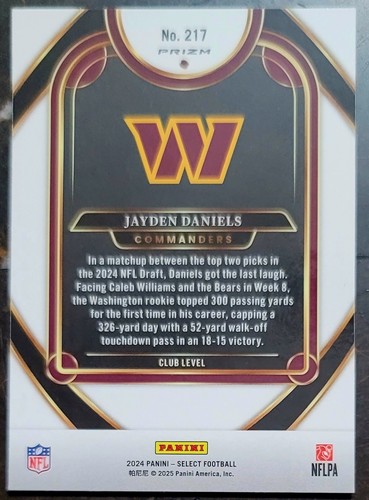 No. 217
PRIZM
W
JAYDEN DANIELS
COMMANDERS
In a matchup between the top two picks in
the 2024 NFL Draft, Daniels got the last laugh.
Facing Caleb Williams and the Bears in Week 8,
the Washington rookie topped 300 passing yards
for the first time in his career, capping a
326-yard day with a 52-yard walk-off
touchdown pass in an 18-15 victory.
CLUB LEVEL
PANINI
NFL
2024 PANINI – SELECT FOOTBALL
帕尼尼 © 2025 Panini America, Inc.
NFLPA